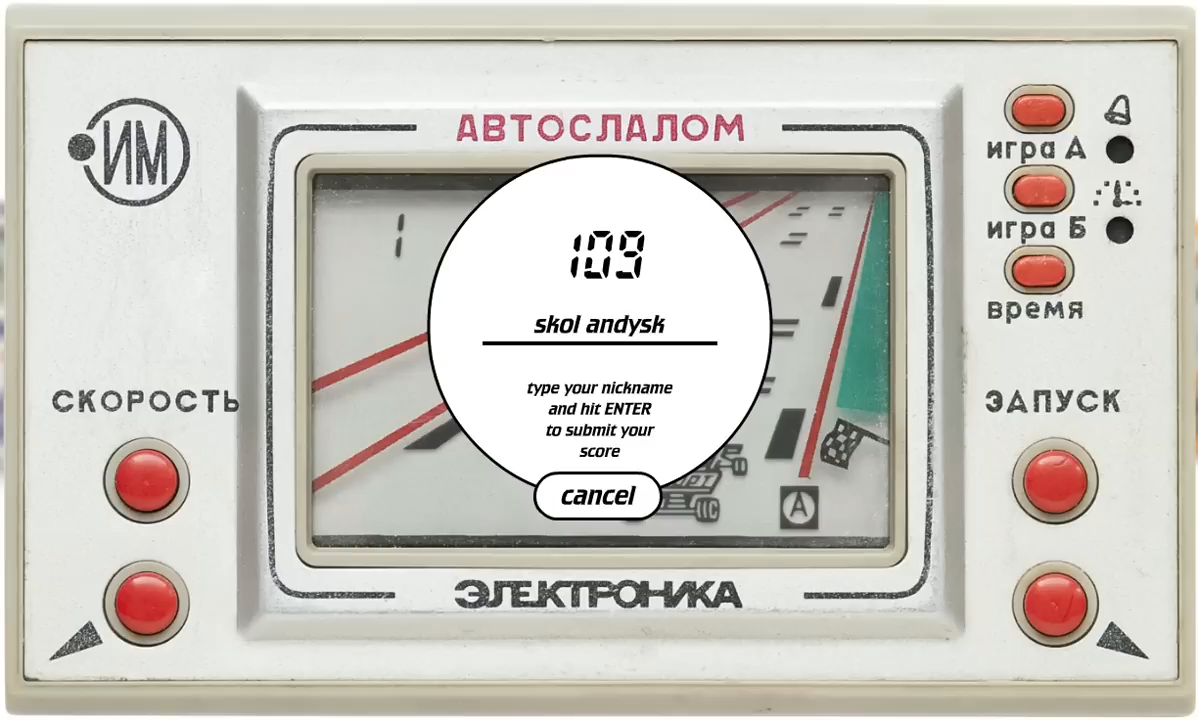 ИМ
АВТОСЛАЛОМ
игра А
игра Б
время
109
skol andysk
type your nickname
and hit ENTER
to submit your
score
cancel
СКОРОСТЬ
ЗАПУСК
А
ЭЛЕКТРОНИКА